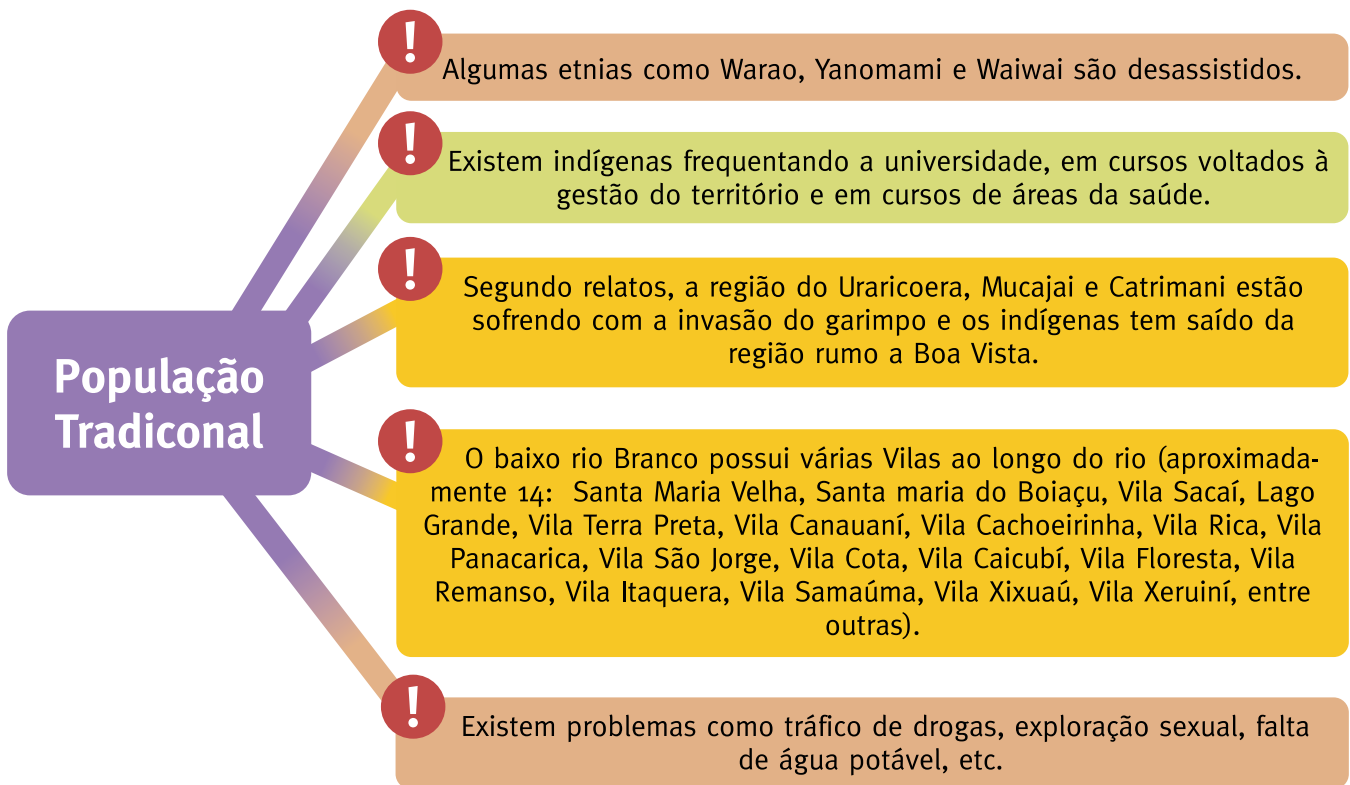 !
Algumas etnias como Warao, Yanomami e Waiwai são desassistidos.
!
Existem indígenas frequentando a universidade, em cursos voltados à
gestão do território e em cursos de áreas da saúde.
!
Segundo relatos, a região do Uraricoera, Mucajai e Catrimani estão
sofrendo com a invasão do garimpo e os indígenas tem saído da
região rumo a Boa Vista.
População
Tradiconal
!
O baixo rio Branco possui várias Vilas ao longo do rio (aproximada-
mente 14: Santa Maria Velha, Santa maria do Boiaçu, Vila Sacaí, Lago
Grande, Vila Terra Preta, Vila Canauaní, Vila Cachoeirinha, Vila Rica, Vila
Panacarica, Vila São Jorge, Vila Cota, Vila Caicubí, Vila Floresta, Vila
Remanso, Vila Itaquera, Vila Samaúma, Vila Xixuaú, Vila Xeruiní, entre
outras).
!
Existem problemas como tráfico de drogas, exploração sexual, falta
de água potável, etc.